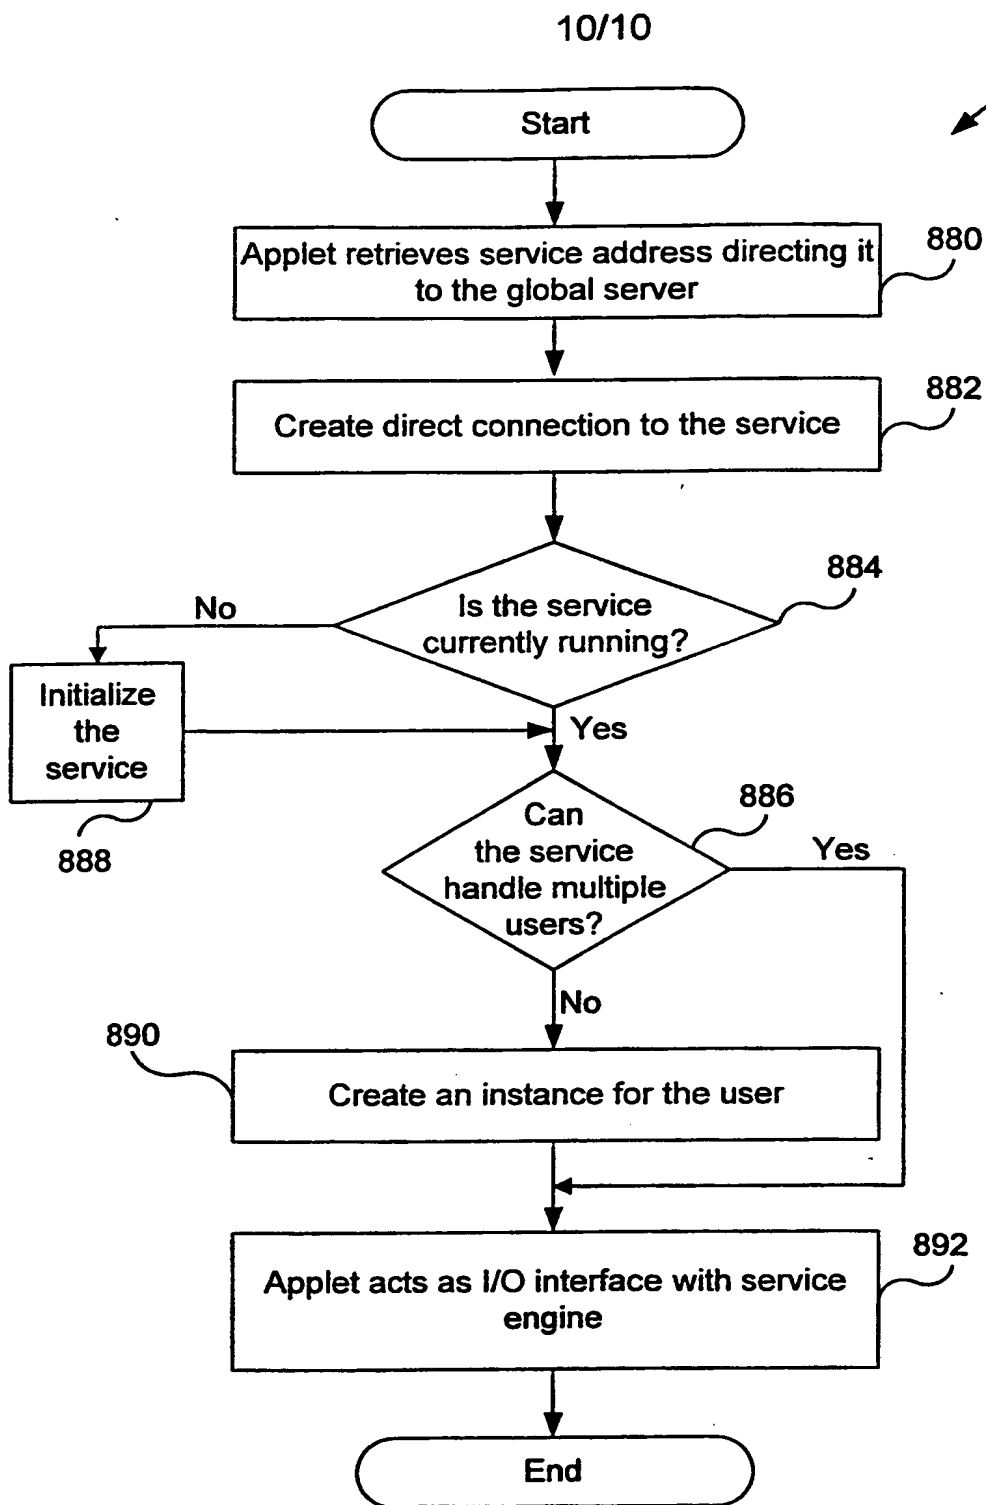 10/10
Start
Applet retrieves service address directing it
to the global server
880
Create direct connection to the service
882
Is the service
currently running?
884
No
Initialize
the
service
888
Yes
Can
the service
handle multiple
users?
886
Yes
No
890
Create an instance for the user
Applet acts as I/O interface with service
engine
892
End